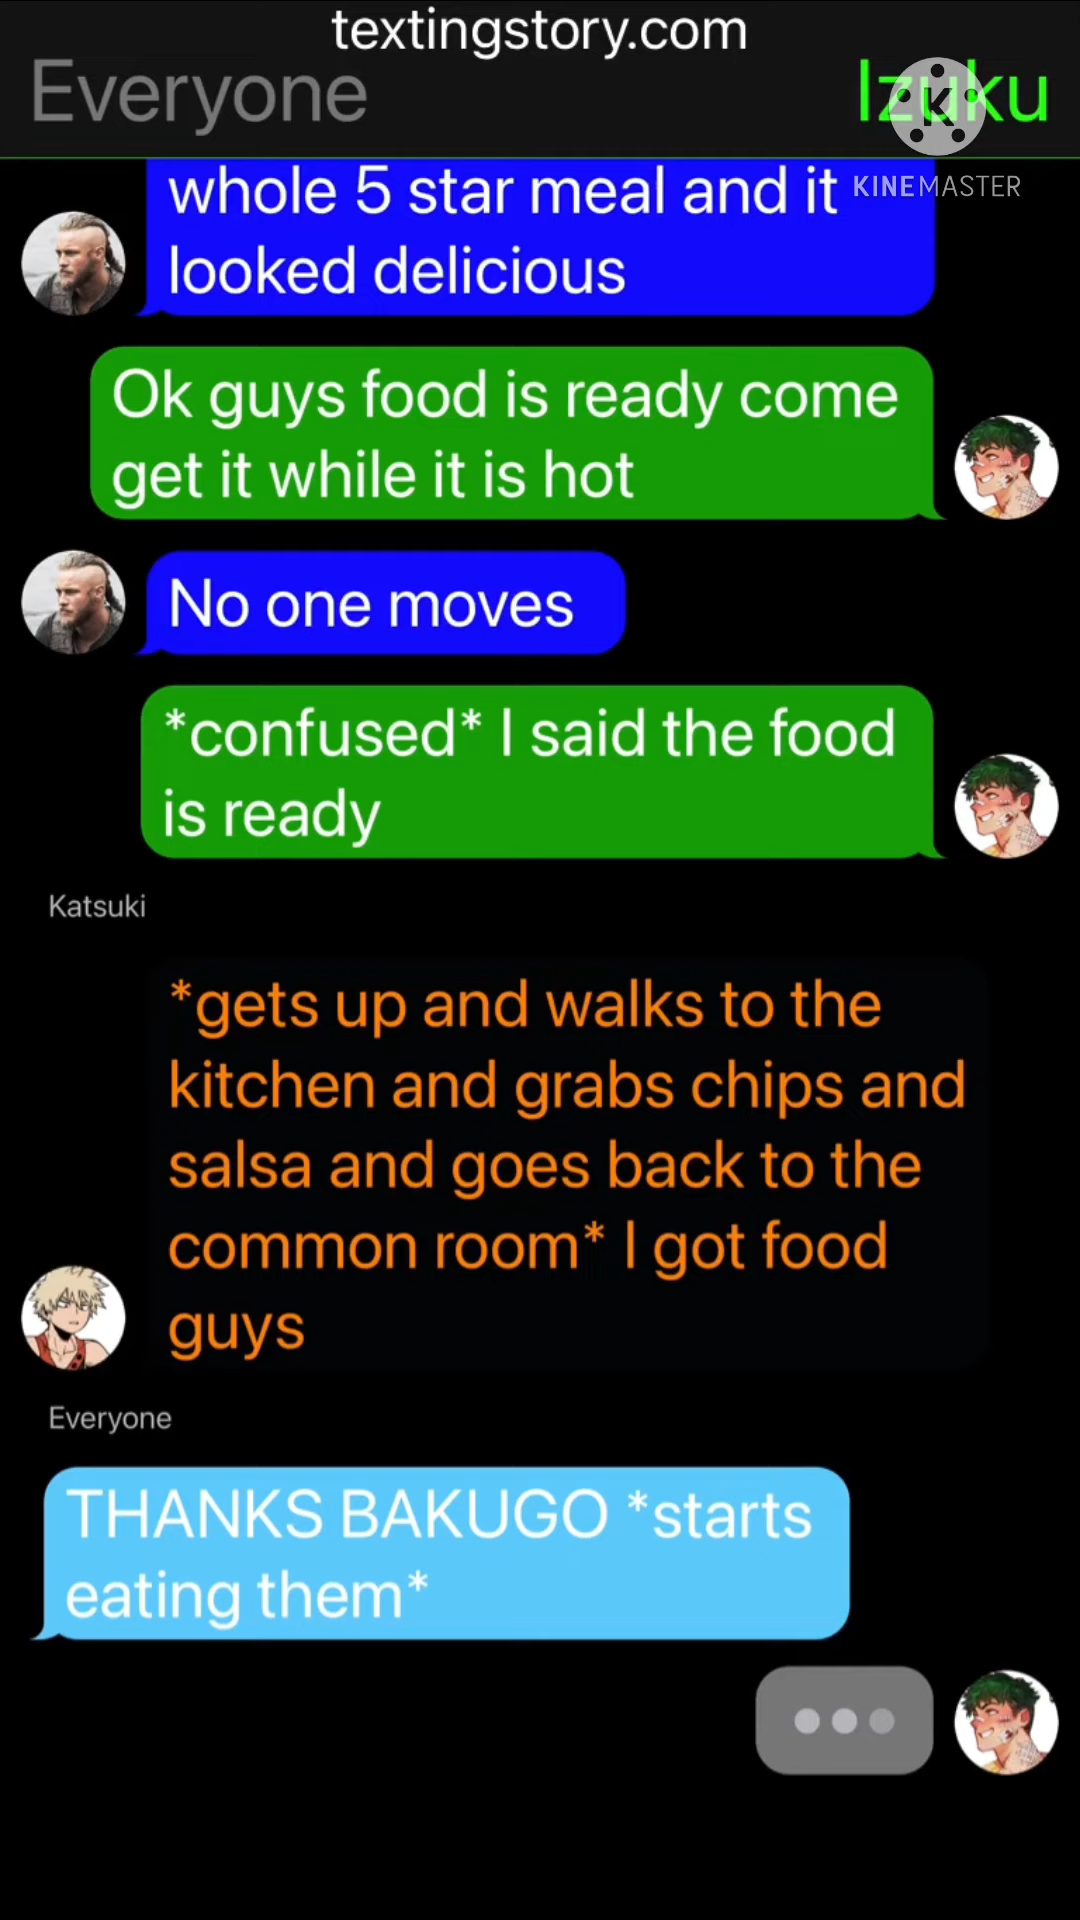 textingstory.com
Everyone
Izuku
KINEMASTER
whole 5 star meal and it
looked delicious
Ok guys food is ready come
get it while it is hot
No one moves
*confused* I said the food
is ready
Katsuki
*gets up and walks to the
kitchen and grabs chips and
salsa and goes back to the
common room* I got food
guys
Everyone
THANKS BAKUGO *starts
eating them*